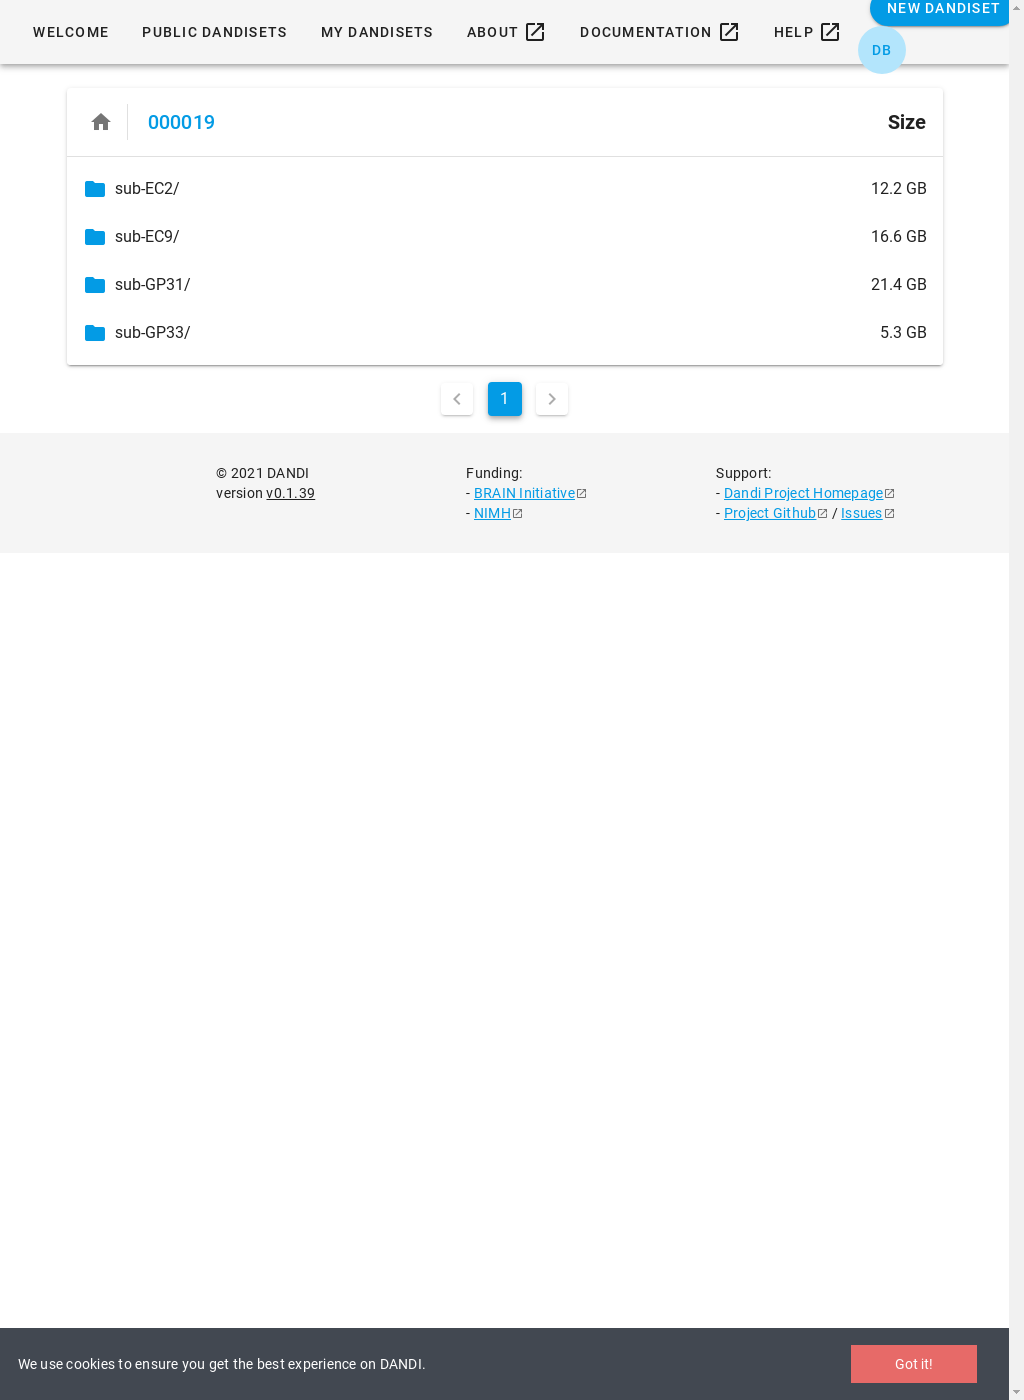 NEW DANDISET
WELCOME PUBLIC DANDISETS MY DANDISETS ABOUT DOCUMENTATION HELP
DB
000019 Size
sub-EC2/ 12.2 GB
sub-EC9/ 16.6 GB
sub-GP31/ 21.4 GB
sub-GP33/ 5.3 GB
1
© 2021 DANDI
version v0.1.39
Funding:
- BRAIN Initiative
- NIMH
Support:
- Dandi Project Homepage
- Project Github / Issues
We use cookies to ensure you get the best experience on DANDI. Got it!